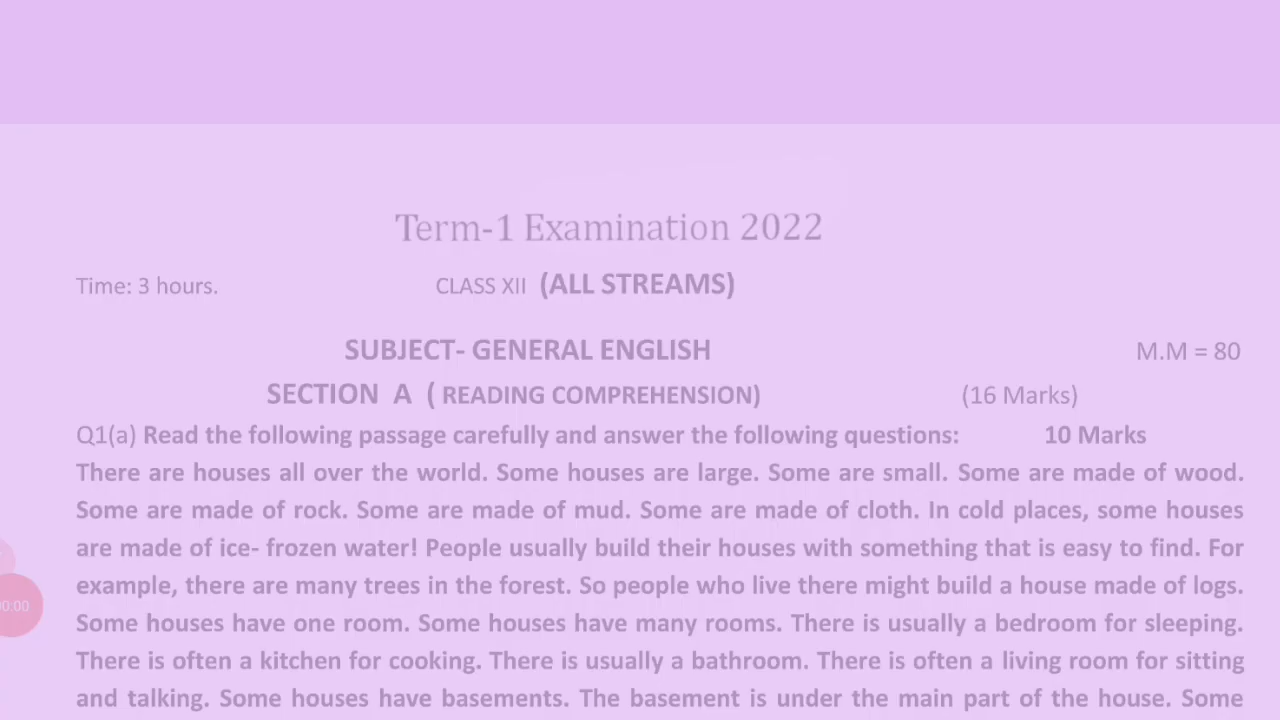 Term-1 Examination 2022
Time: 3 hours. CLASS XII (ALL STREAMS)
SUBJECT- GENERAL ENGLISH M.M = 80
SECTION A ( READING COMPREHENSION) (16 Marks)
Q1(a) Read the following passage carefully and answer the following questions: 10 Marks
There are houses all over the world. Some houses are large. Some are small. Some are made of wood.
Some are made of rock. Some are made of mud. Some are made of cloth. In cold places, some houses
are made of ice- frozen water! People usually build their houses with something that is easy to find. For
example, there are many trees in the forest. So people who live there might build a house made of logs.
00:00
Some houses have one room. Some houses have many rooms. There is usually a bedroom for sleeping.
There is often a kitchen for cooking. There is usually a bathroom. There is often a living room for sitting
and talking. Some houses have basements. The basement is under the main part of the house. Some